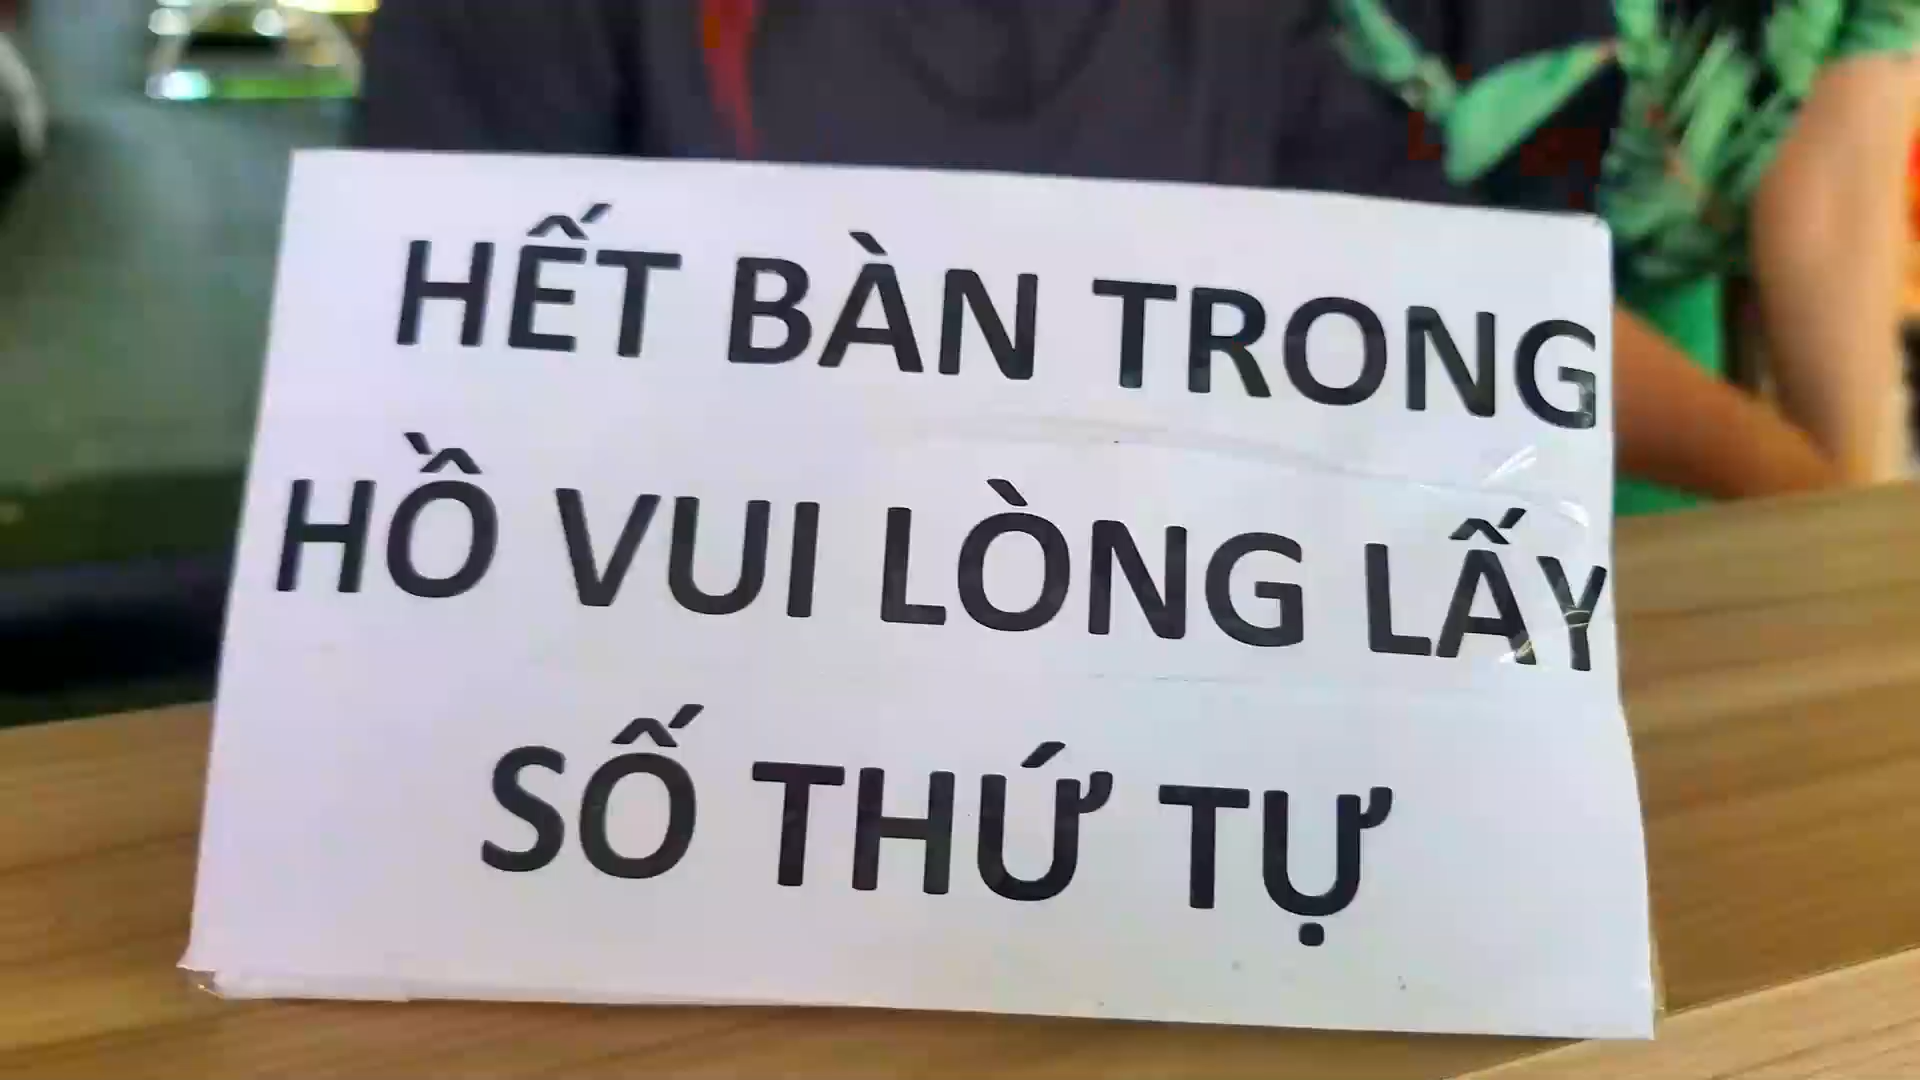 HẾT BÀN TRONG
HỒ VUI LÒNG LẤY
SỐ THỨ TỰ